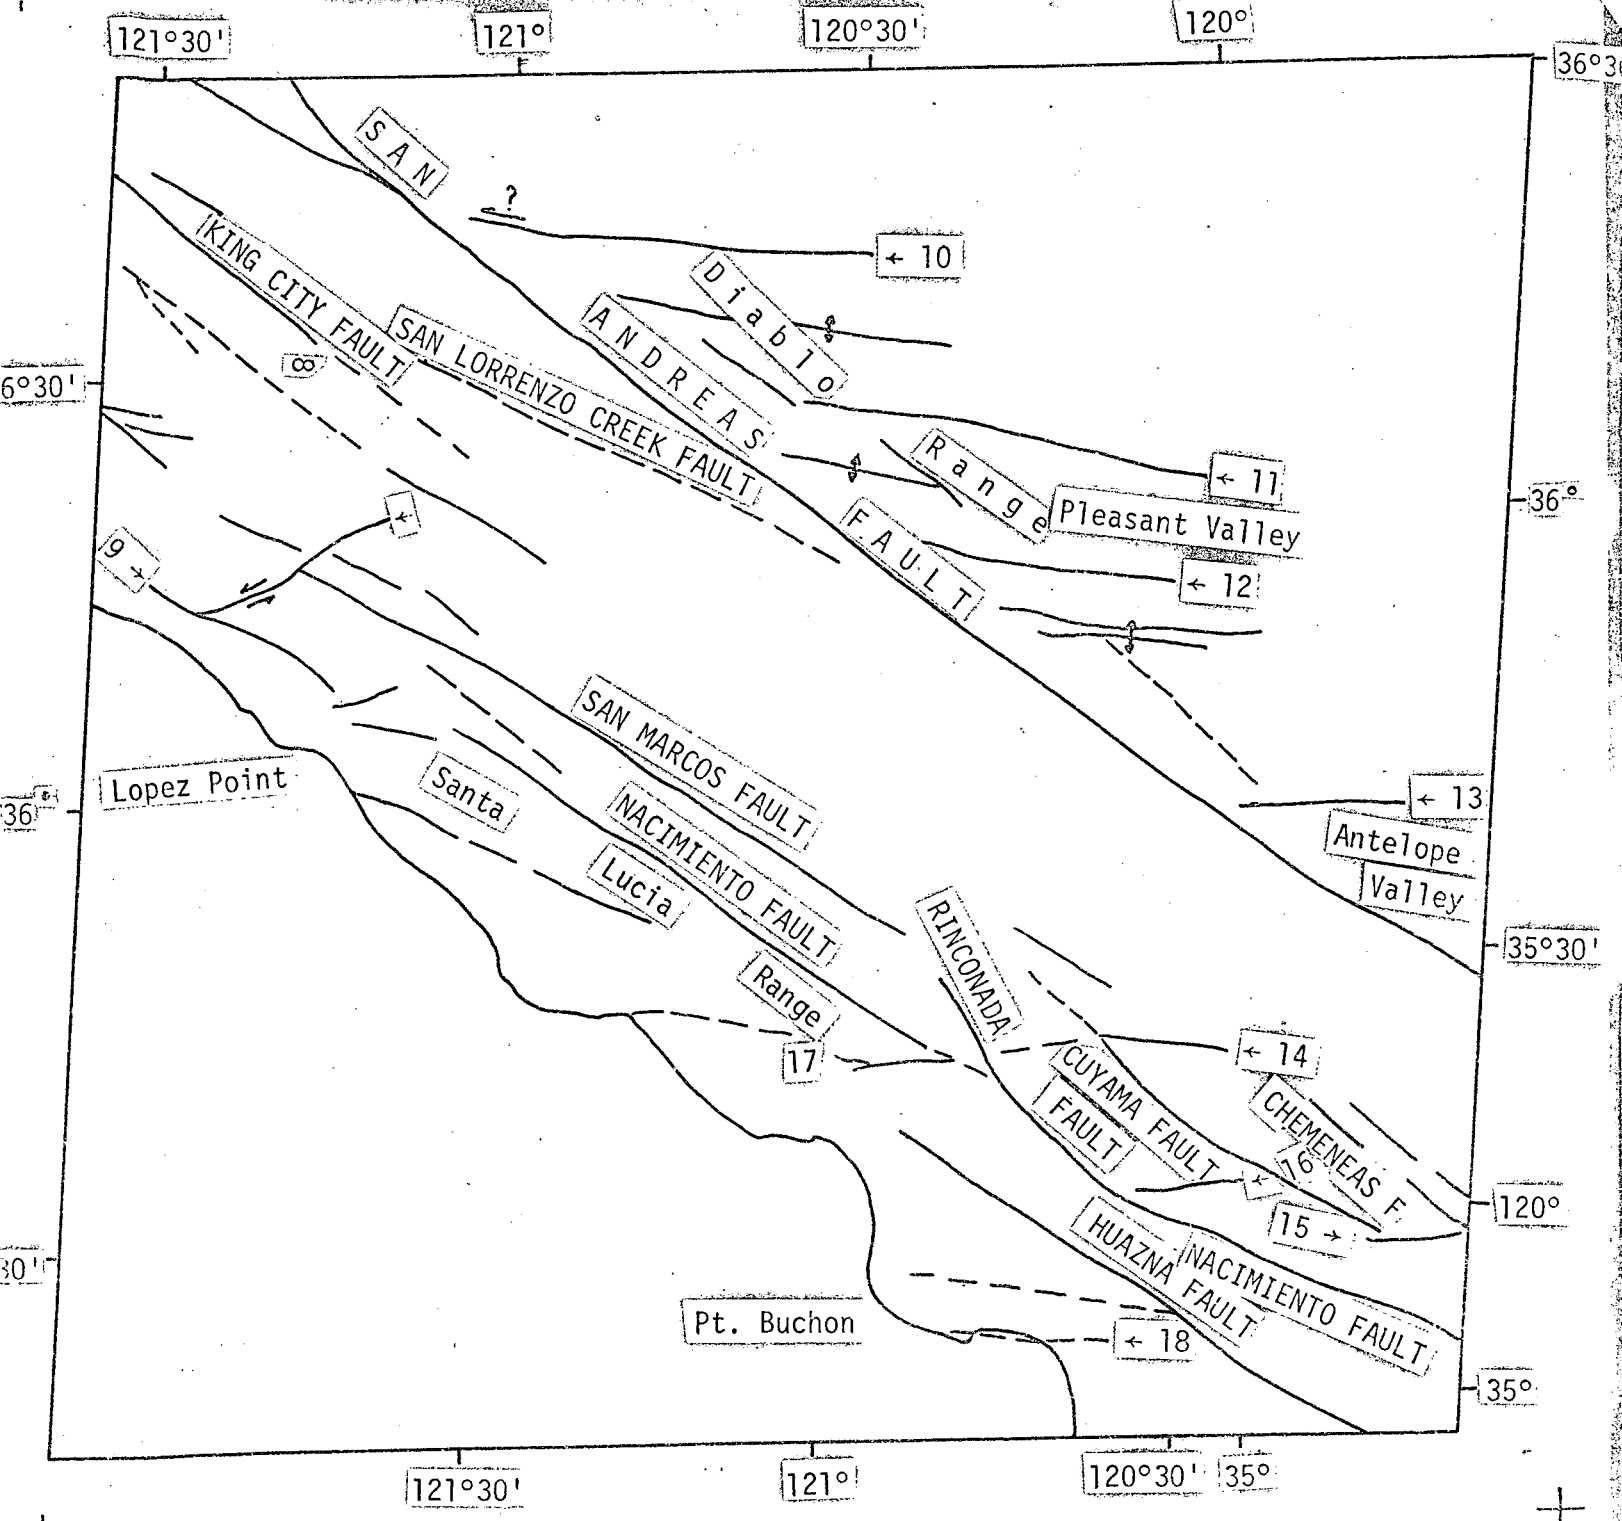 121°30'
121°
120°30'
120°
36°3
SAN
?
← 10
KING CITY FAULT
Diablo
ANDREAS
SAN LORRENZO CREEK FAULT
8
6°30'
Range
← 11
Pleasant Valley
36°
←
9 →
FAULT
← 12
SAN MARCOS FAULT
Lopez Point
Santa
36°
← 13
Antelope
Valley
NACIMIENTO FAULT
Lucia
RINCONADA
35°30'
Range
17
← 14
CUYAMA FAULT
FAULT
CHEMENEAS F.
← 16
15 →
120°
HUAZNA FAULT
NACIMIENTO FAULT
30'
Pt. Buchon
← 18
35°
121°30'
121°
120°30'
35°